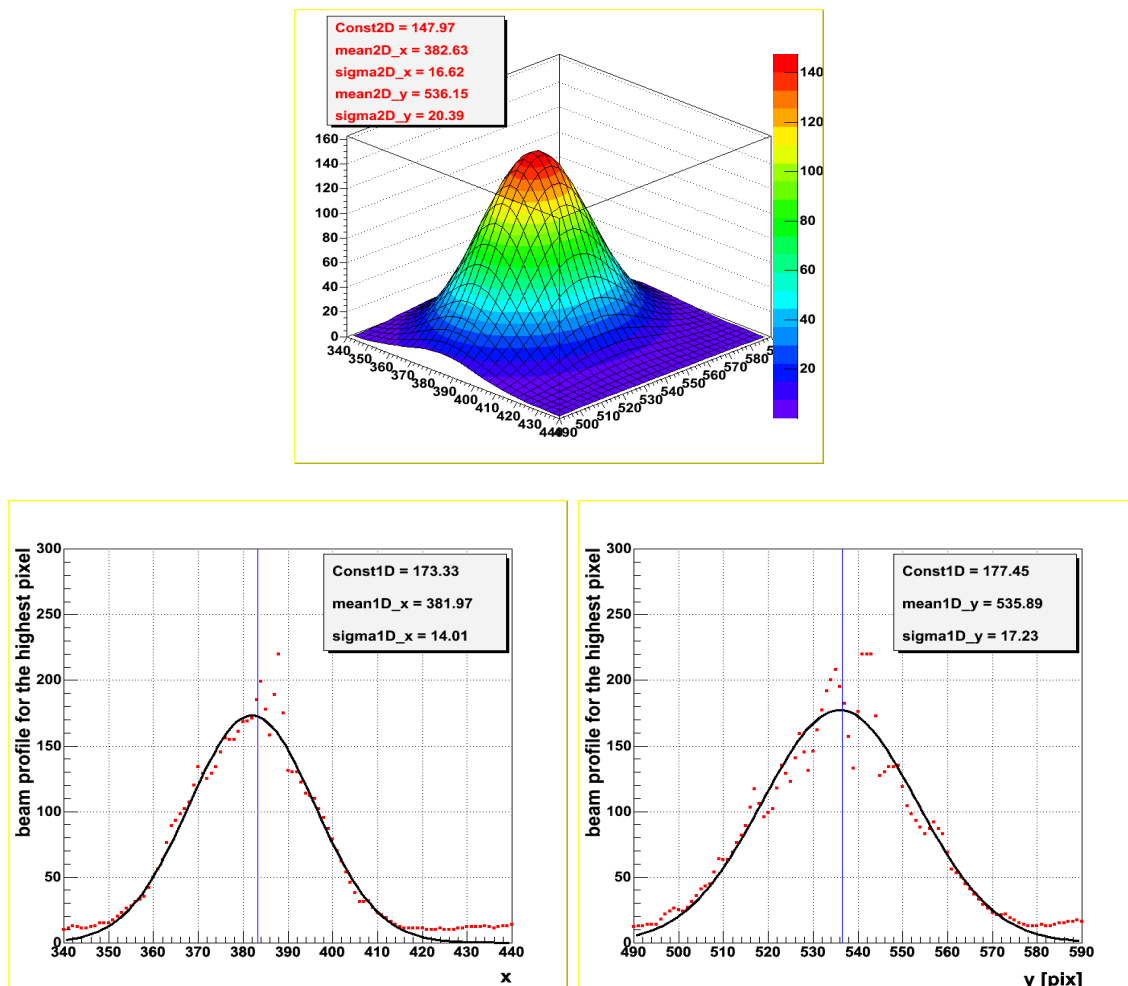 Const2D = 147.97
mean2D_x = 382.63
sigma2D_x = 16.62
mean2D_y = 536.15
sigma2D_y = 20.39
160
140
120
100
80
60
40
20
0
340
350
360
370
380
390
400
410
420
430
490
500
510
520
530
540
550
560
570
580
140
120
100
80
60
40
20
beam profile for the highest pixel
300
250
200
150
100
50
0
340 350 360 370 380 390 400 410 420 430 440
x
Const1D = 173.33
mean1D_x = 381.97
sigma1D_x = 14.01
beam profile for the highest pixel
300
250
200
150
100
50
0
490 500 510 520 530 540 550 560 570 580 590
y [pix]
Const1D = 177.45
mean1D_y = 535.89
sigma1D_y = 17.23